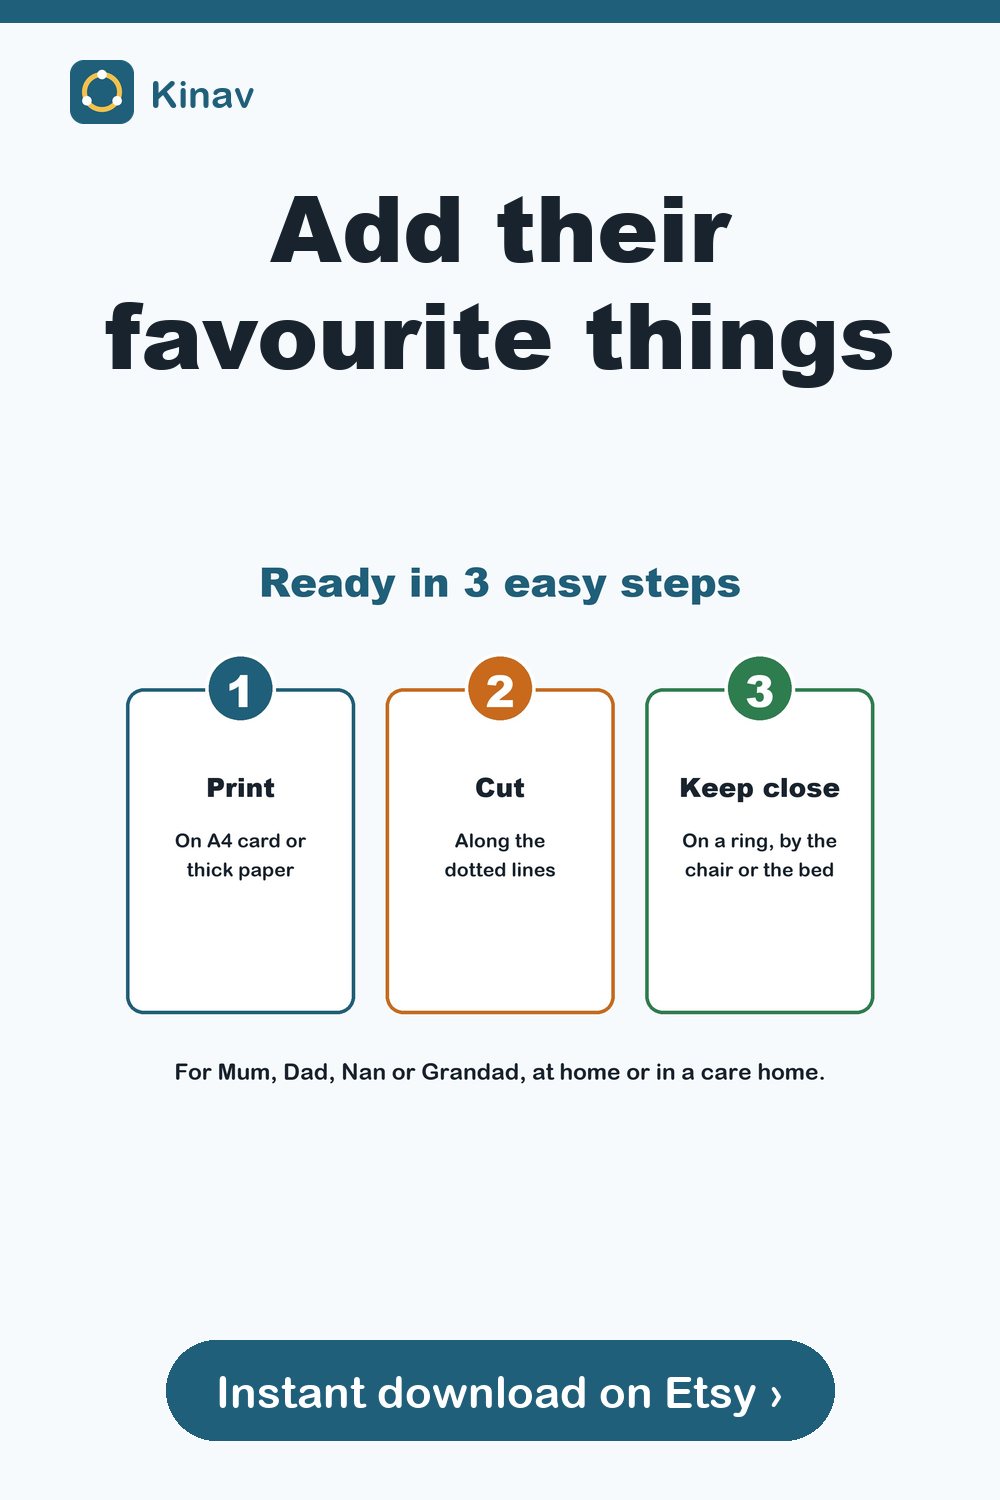 Kinav
Add their
favourite things
Ready in 3 easy steps
1
Print
On A4 card or
thick paper
2
Cut
Along the
dotted lines
3
Keep close
On a ring, by the
chair or the bed
For Mum, Dad, Nan or Grandad, at home or in a care home.
Instant download on Etsy ›